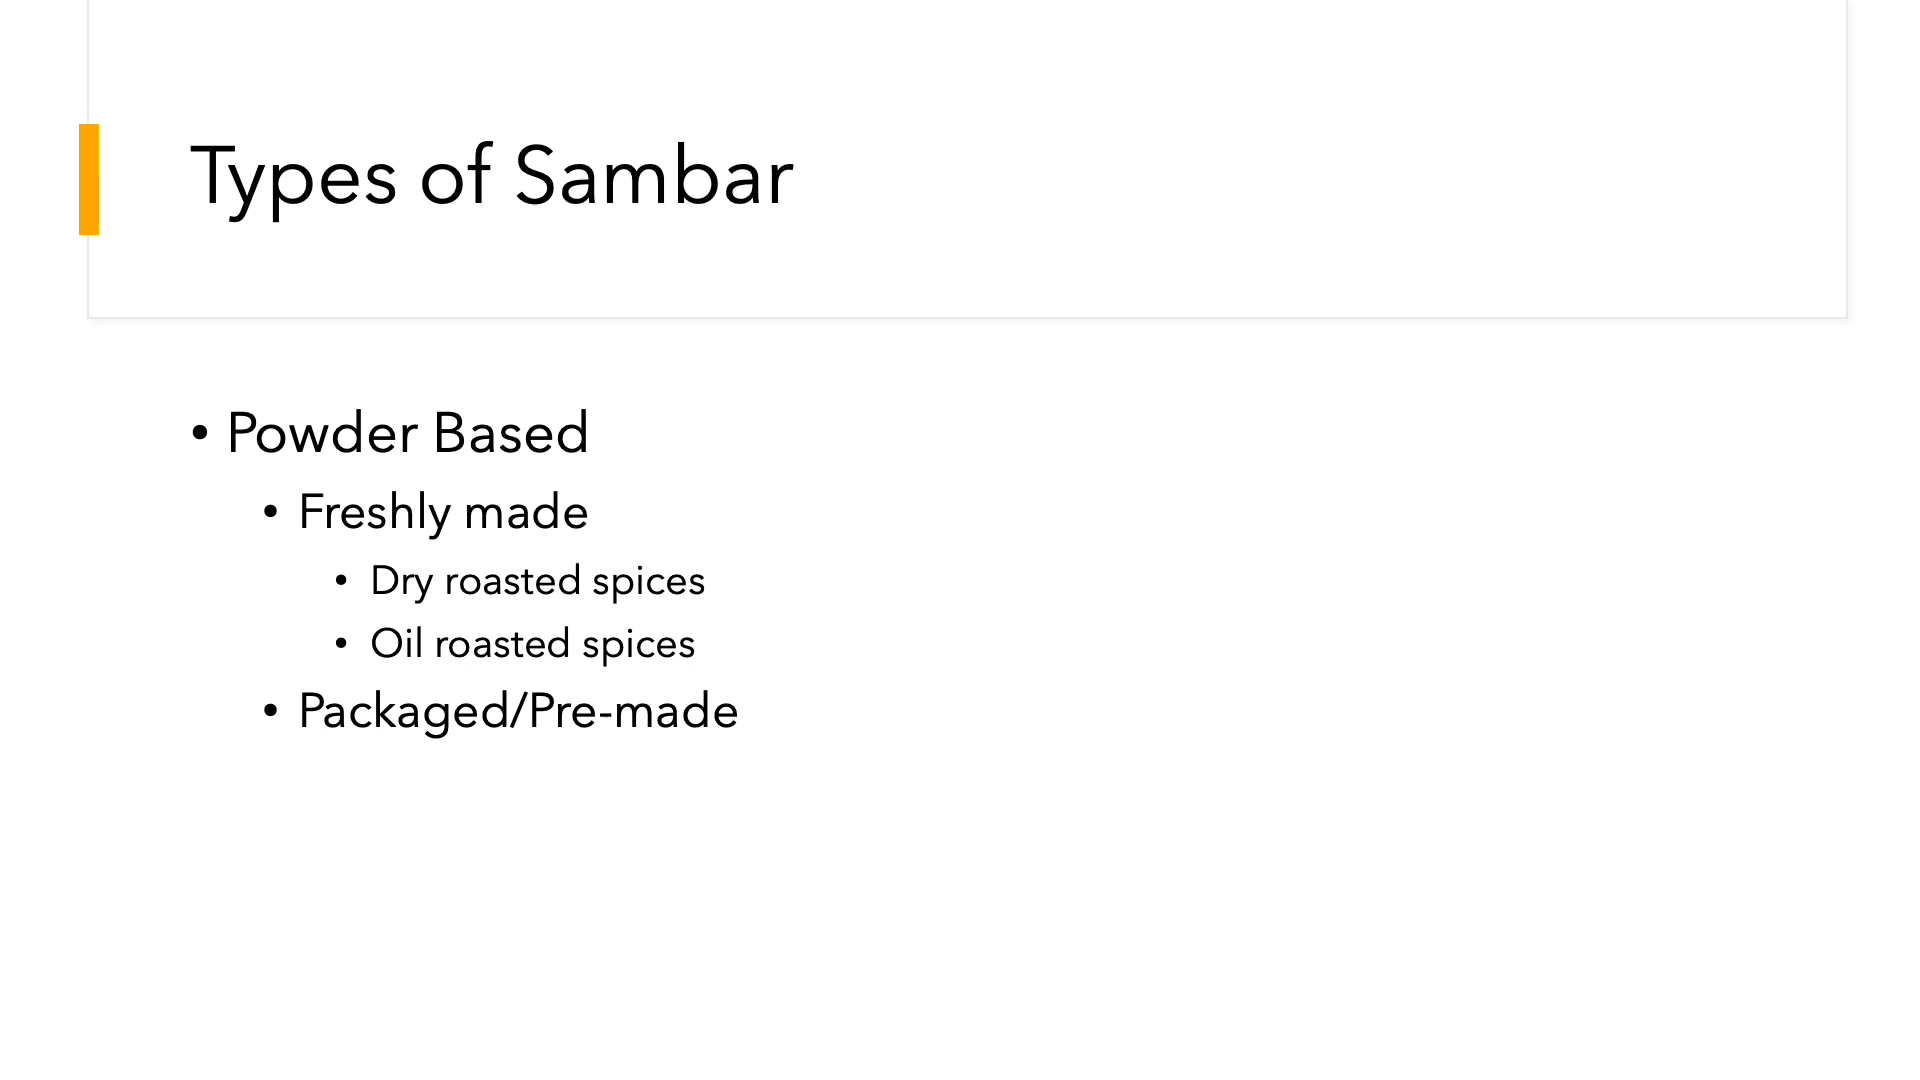 Types of Sambar
• Powder Based
• Freshly made
• Dry roasted spices
• Oil roasted spices
• Packaged/Pre-made